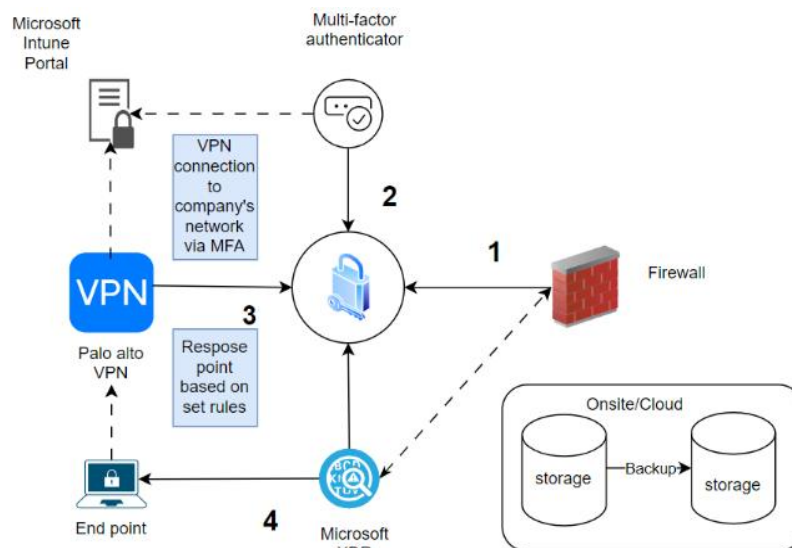 Microsoft
Intune
Portal
Multi-factor
authenticator
VPN
connection
to
company's
network
via MFA
2
1
Firewall
VPN
3
Palo alto
VPN
Respose
point
based on
set rules
Onsite/Cloud
storage
Backup
storage
End point
4
Microsoft